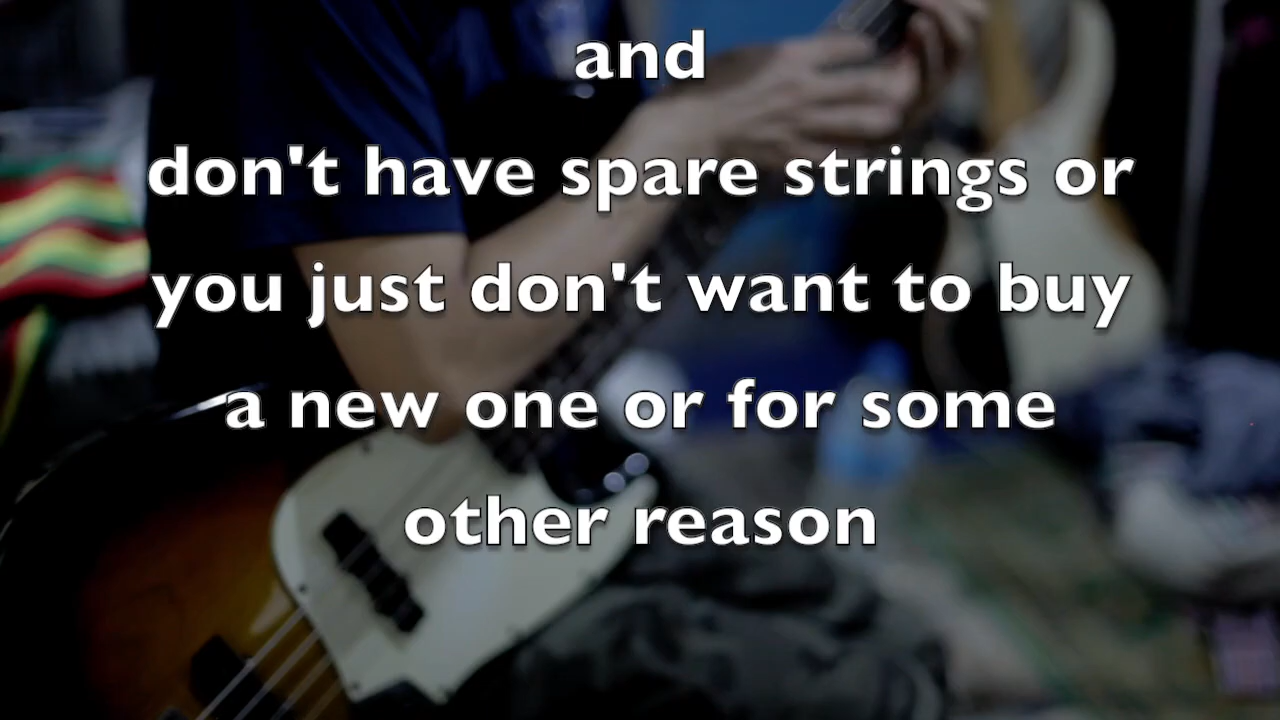 and
don't have spare strings or
you just don't want to buy
a new one or for some
other reason